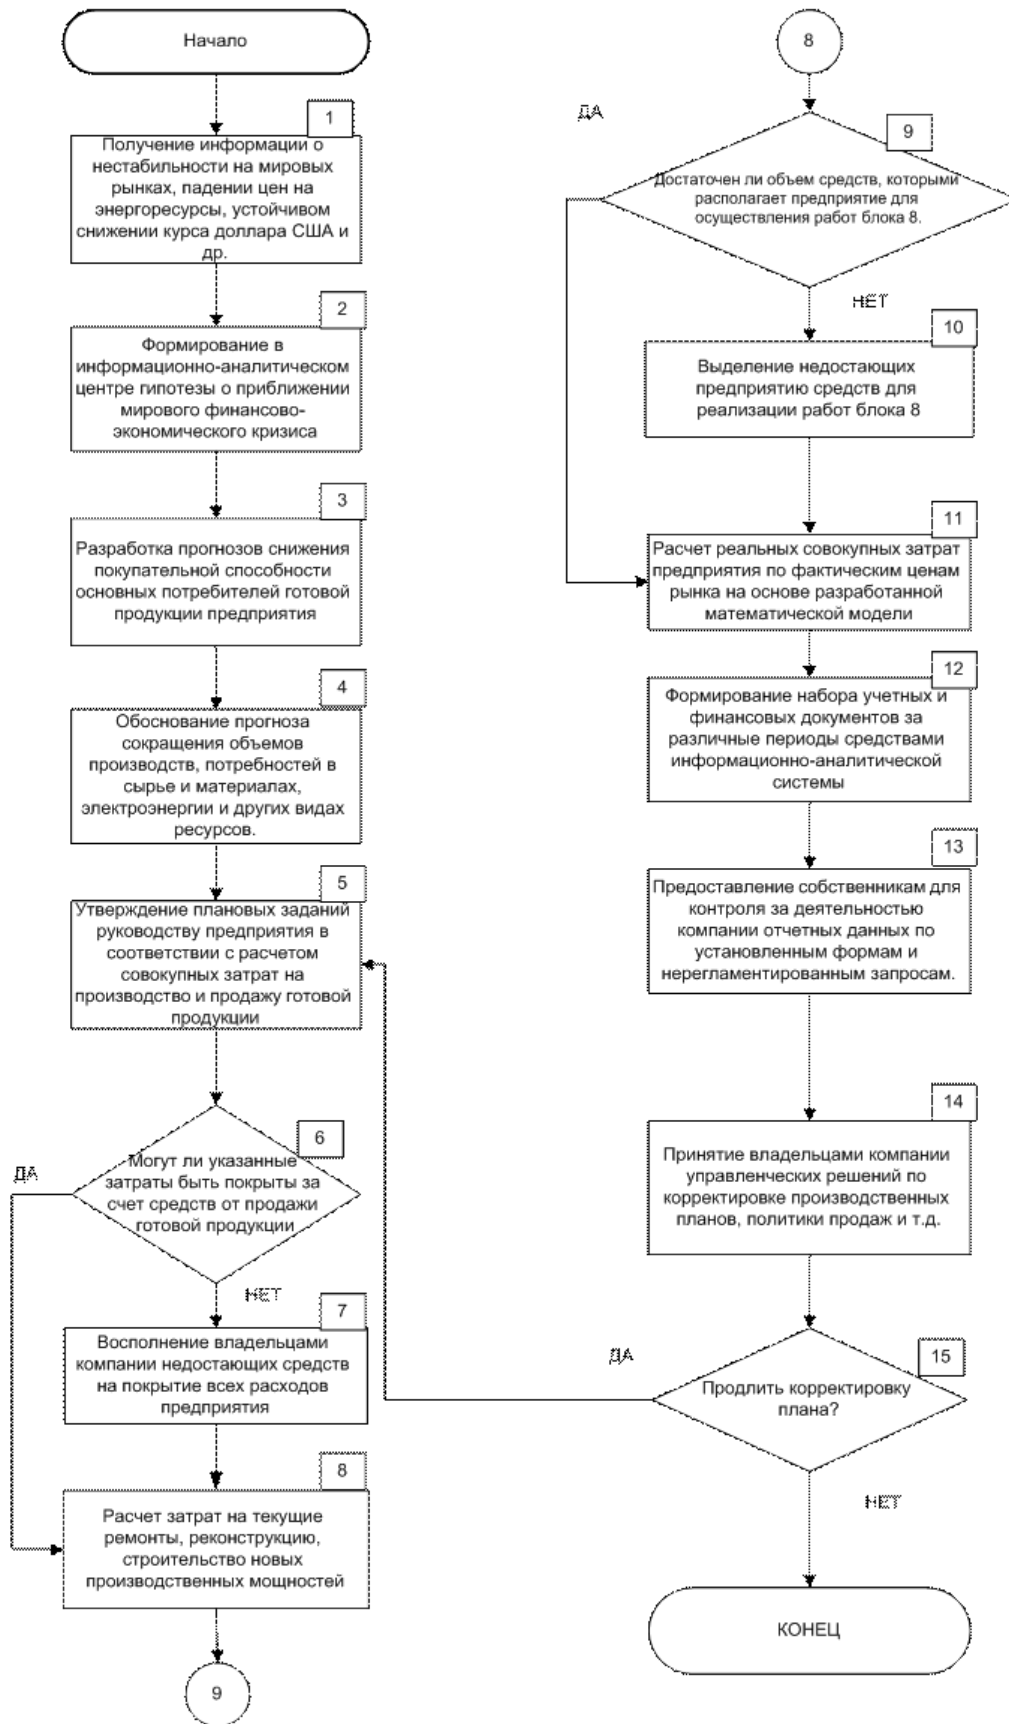 Начало
1
Получение информации о
нестабильности на мировых
рынках, падении цен на
энергоресурсы, устойчивом
снижении курса доллара США и
др.
2
Формирование в
информационно-аналитическом
центре гипотезы о приближении
мирового финансово-
экономического кризиса
3
Разработка прогнозов снижения
покупательной способности
основных потребителей готовой
продукции предприятия
4
Обоснование прогноза
сокращения объемов
производств, потребностей в
сырье и материалах,
электроэнергии и других видах
ресурсов.
5
Утверждение плановых заданий
руководству предприятия в
соответствии с расчетом
совокупных затрат на
производство и продажу готовой
продукции
6
Могут ли указанные
затраты быть покрыты за
счет средств от продажи
готовой продукции
ДА
НЕТ
7
Восполнение владельцами
компании недостающих средств
на покрытие всех расходов
предприятия
8
Расчет затрат на текущие
ремонты, реконструкцию,
строительство новых
производственных мощностей
9
8
ДА
9
Достаточен ли объем средств, которыми
располагает предприятие для
осуществления работ блока 8.
НЕТ
10
Выделение недостающих
предприятию средств для
реализации работ блока 8
11
Расчет реальных совокупных затрат
предприятия по фактическим ценам
рынка на основе разработанной
математической модели
12
Формирование набора учетных и
финансовых документов за
различные периоды средствами
информационно-аналитической
системы
13
Предоставление собственникам для
контроля за деятельностью
компании отчетных данных по
установленным формам и
нерегламентированным запросам.
14
Принятие владельцами компании
управленческих решений по
корректировке производственных
планов, политики продаж и т.д.
15
ДА
Продлить корректировку
плана?
НЕТ
КОНЕЦ